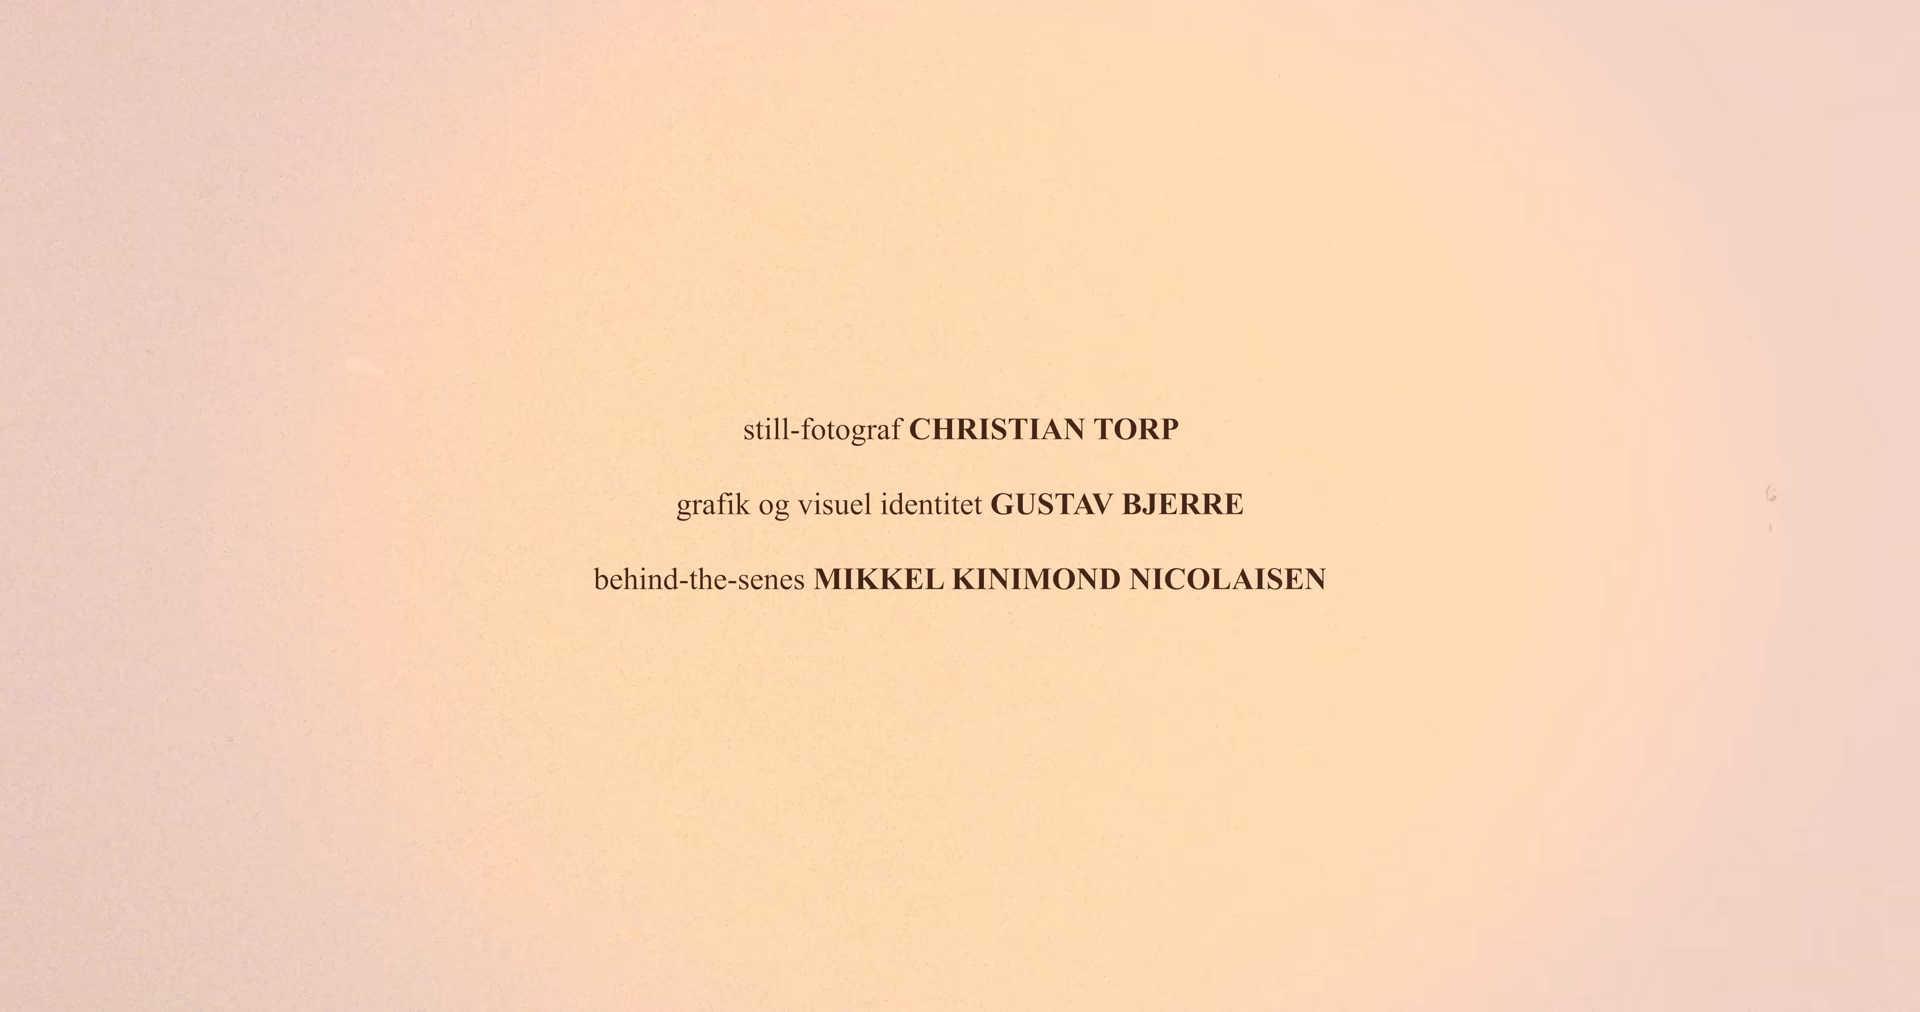 still-fotograf CHRISTIAN TORP
grafik og visuel identitet GUSTAV BJERRE
behind-the-senes MIKKEL KINIMOND NICOLAISEN